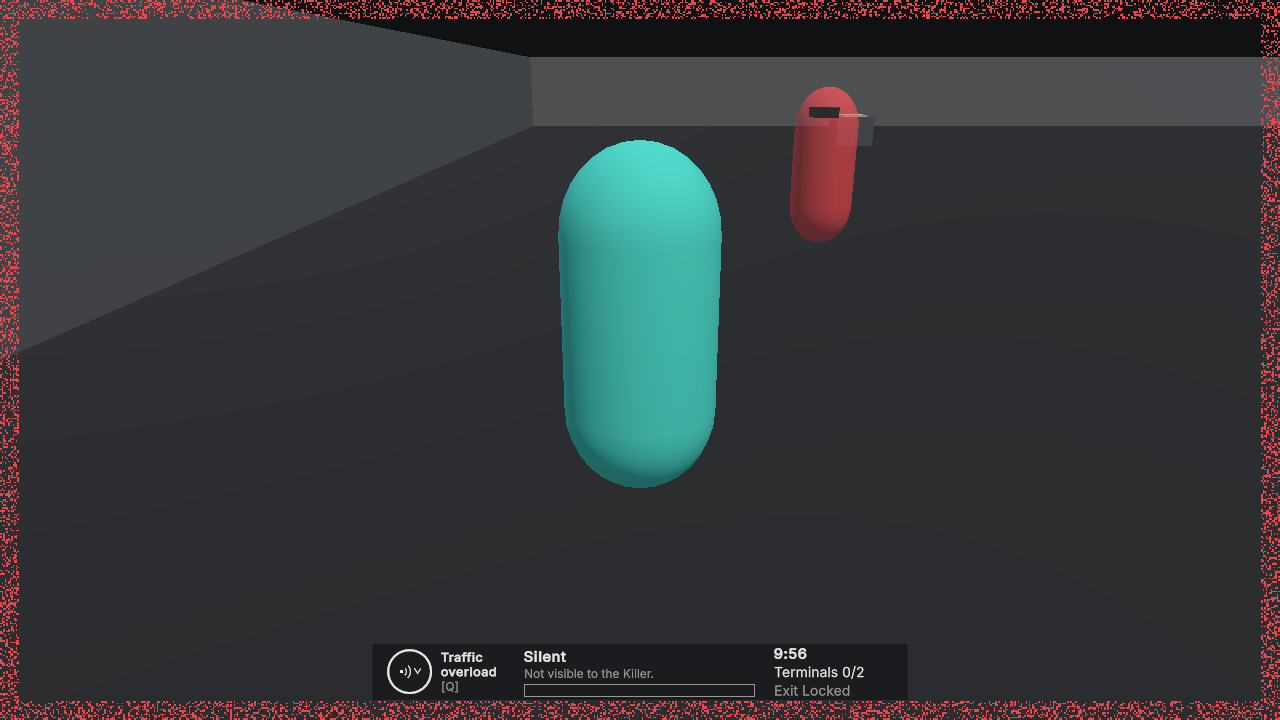 Traffic
overload
[Q]
Silent
Not visible to the Killer.
9:56
Terminals 0/2
Exit Locked